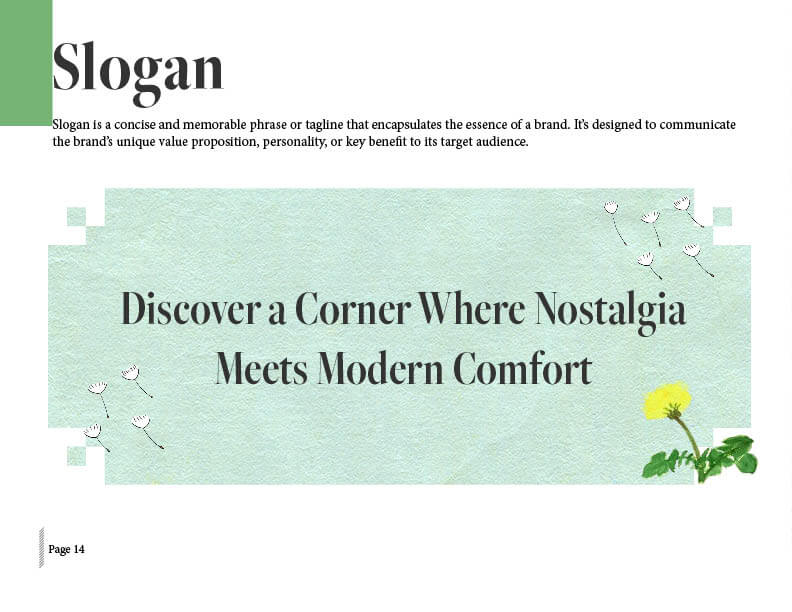 Slogan
Slogan is a concise and memorable phrase or tagline that encapsulates the essence of a brand. It's designed to communicate
the brand's unique value proposition, personality, or key benefit to its target audience.
Discover a Corner Where Nostalgia
Meets Modern Comfort
Page 14